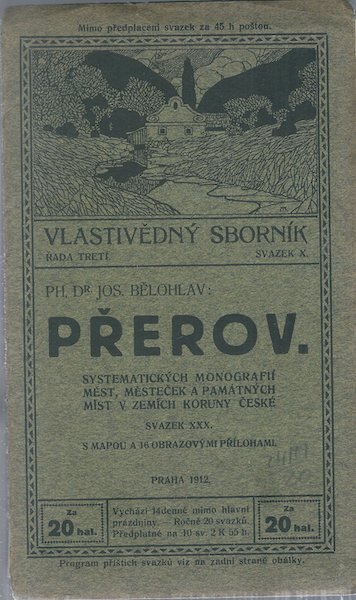 Mimo předplacení svazek za 45 h poštou.
VLASTIVĚDNÝ SBORNÍK
ŘADA TŘETÍ. SVAZEK X.
PH. DR. JOS. BĚLOHLAV:
PŘEROV.
SYSTEMATICKÝCH MONOGRAFIÍ
MĚST, MĚSTEČEK A PAMÁTNÝCH
MÍST V ZEMÍCH KORUNY ČESKÉ
SVAZEK XXX.
S MAPOU A 16 OBRAZOVÝMI PŘÍLOHAMI.
PRAHA 1912.
Za
20 hal.
Vychází 14denně mimo hlavní
prázdniny. Ročně 20 svazků.
Předplatné na 10 sv. 2 K 55 h.
Za
20 hal.
Program příštích svazků viz na zadní straně obálky.